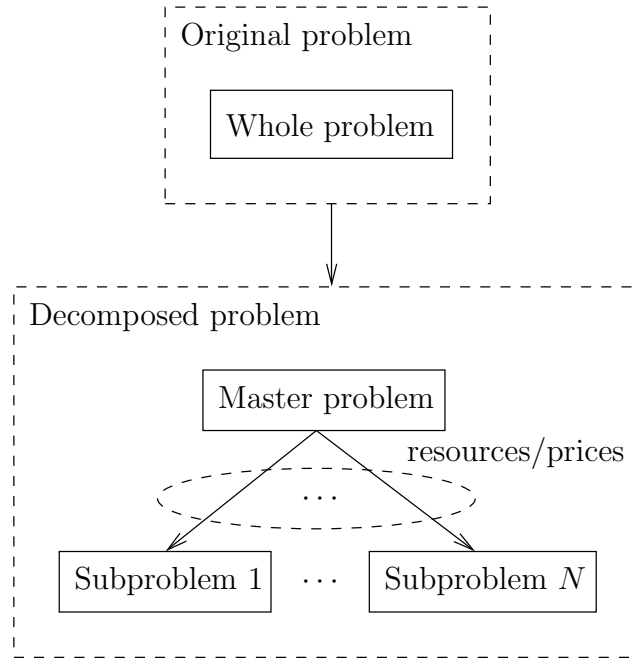 Original problem
Whole problem
Decomposed problem
Master problem
resources/prices
...
Subproblem 1 ... Subproblem N